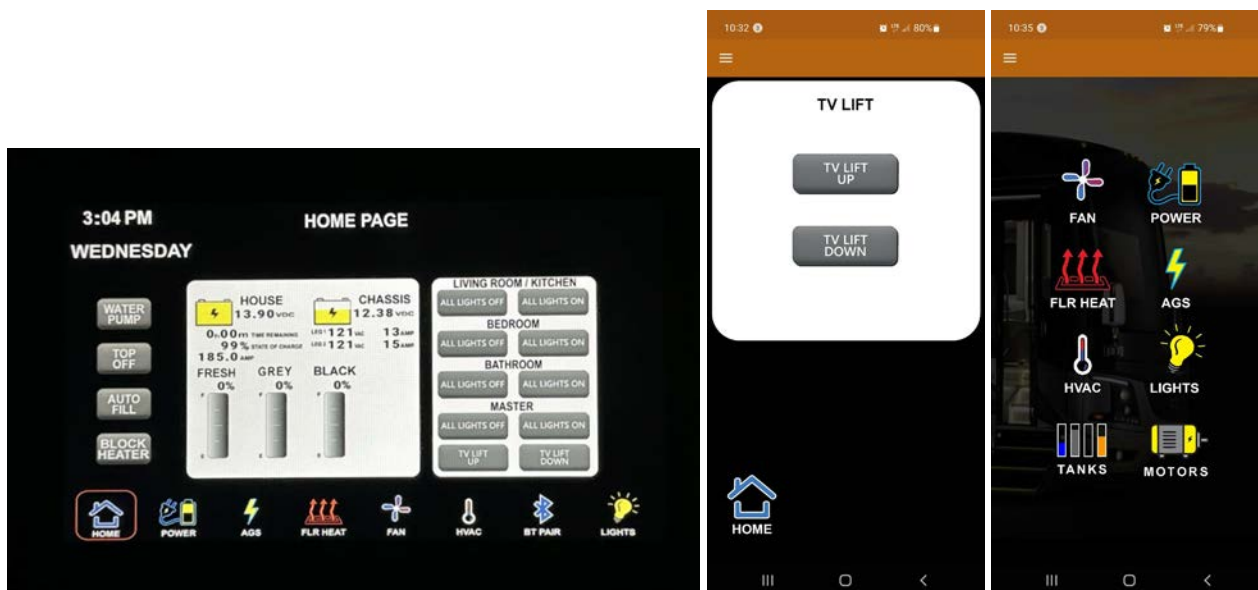 3:04 PM
HOME PAGE
WEDNESDAY
WATER
PUMP
TOP
OFF
AUTO
FILL
BLOCK
HEATER
HOUSE
13.90 VDC
CHASSIS
12.38 VDC
0h00m TIME REMAINING
99% STATE OF CHARGE
185.0 AMP
LEG 1 121 VAC 13 AMP
LEG 2 121 VAC 15 AMP
FRESH GREY BLACK
0% 0% 0%
LIVING ROOM / KITCHEN
ALL LIGHTS OFF ALL LIGHTS ON
BEDROOM
ALL LIGHTS OFF ALL LIGHTS ON
BATHROOM
ALL LIGHTS OFF ALL LIGHTS ON
MASTER
ALL LIGHTS OFF ALL LIGHTS ON
TV LIFT
UP
TV LIFT
DOWN
HOME POWER AGS FLR HEAT FAN HVAC BT PAIR LIGHTS
10:32 80%
TV LIFT
TV LIFT
UP
TV LIFT
DOWN
HOME
10:35 79%
FAN POWER
FLR HEAT AGS
HVAC LIGHTS
TANKS MOTORS